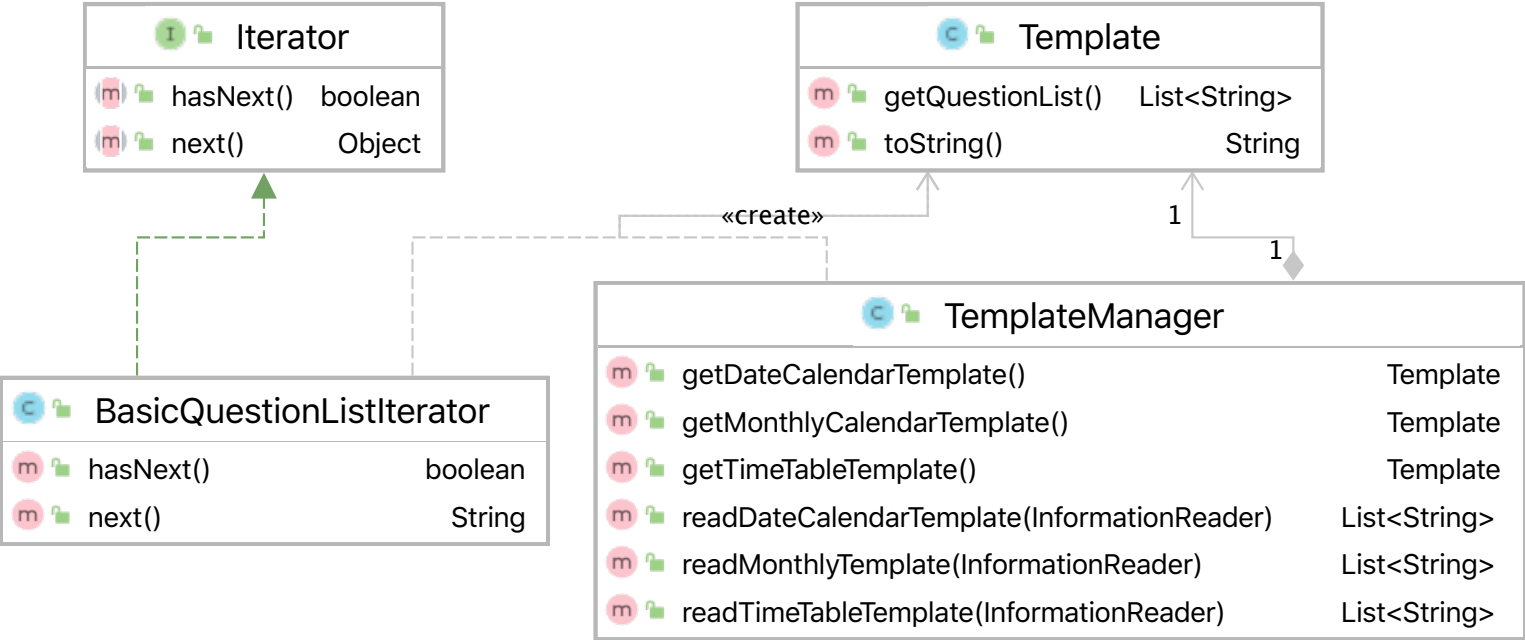 I Iterator
m hasNext() boolean
m next() Object
C Template
m getQuestionList() List<String>
m toString() String
«create»
1
1
C TemplateManager
m getDateCalendarTemplate() Template
m getMonthlyCalendarTemplate() Template
m getTimeTableTemplate() Template
m readDateCalendarTemplate(InformationReader) List<String>
m readMonthlyTemplate(InformationReader) List<String>
m readTimeTableTemplate(InformationReader) List<String>
C BasicQuestionListIterator
m hasNext() boolean
m next() String